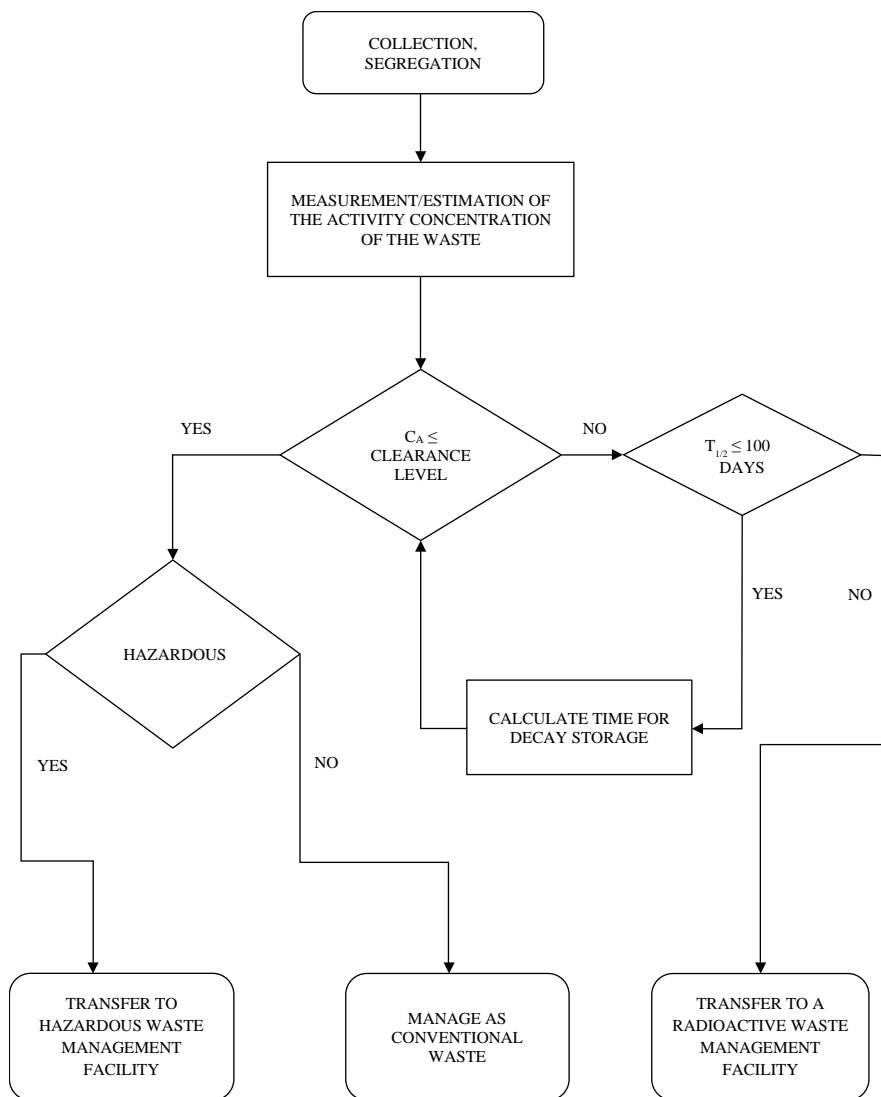 COLLECTION,
SEGREGATION
MEASUREMENT/ESTIMATION OF
THE ACTIVITY CONCENTRATION
OF THE WASTE
YES
C_A ≤
CLEARANCE
LEVEL
NO
T_1/2 ≤ 100
DAYS
YES
NO
HAZARDOUS
CALCULATE TIME FOR
DECAY STORAGE
YES
NO
TRANSFER TO
HAZARDOUS WASTE
MANAGEMENT
FACILITY
MANAGE AS
CONVENTIONAL
WASTE
TRANSFER TO A
RADIOACTIVE WASTE
MANAGEMENT
FACILITY